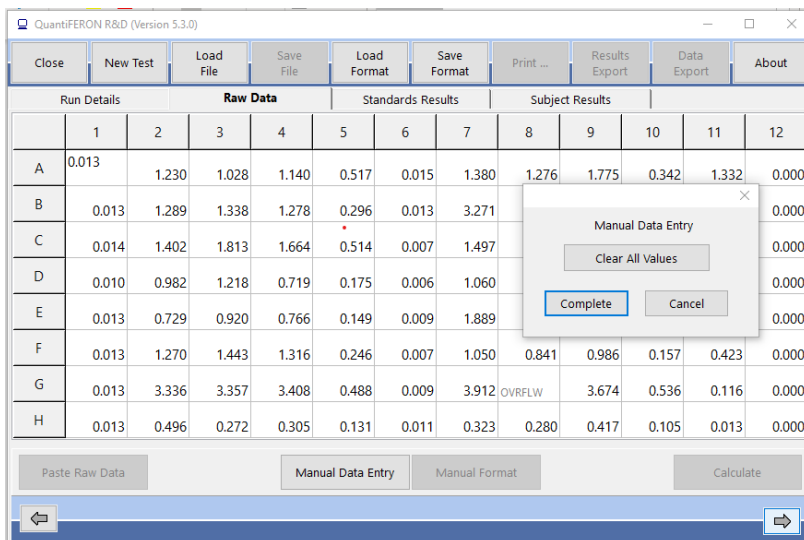 QuantiFERON R&D (Version 5.3.0)
Close New Test Load File Save File Load Format Save Format Print ... Results Export Data Export About
Run Details Raw Data Standards Results Subject Results
1 2 3 4 5 6 7 8 9 10 11 12
A 0.013 1.230 1.028 1.140 0.517 0.015 1.380 1.276 1.775 0.342 1.332 0.000
B 0.013 1.289 1.338 1.278 0.296 0.013 3.271 0.000
Manual Data Entry
C 0.014 1.402 1.813 1.664 0.514 0.007 1.497 0.000
Clear All Values
D 0.010 0.982 1.218 0.719 0.175 0.006 1.060 0.000
E 0.013 0.729 0.920 0.766 0.149 0.009 1.889 0.000
Complete Cancel
F 0.013 1.270 1.443 1.316 0.246 0.007 1.050 0.841 0.986 0.157 0.423 0.000
G 0.013 3.336 3.357 3.408 0.488 0.009 3.912 OVRFLW 3.674 0.536 0.116 0.000
H 0.013 0.496 0.272 0.305 0.131 0.011 0.323 0.280 0.417 0.105 0.013 0.000
Paste Raw Data Manual Data Entry Manual Format Calculate